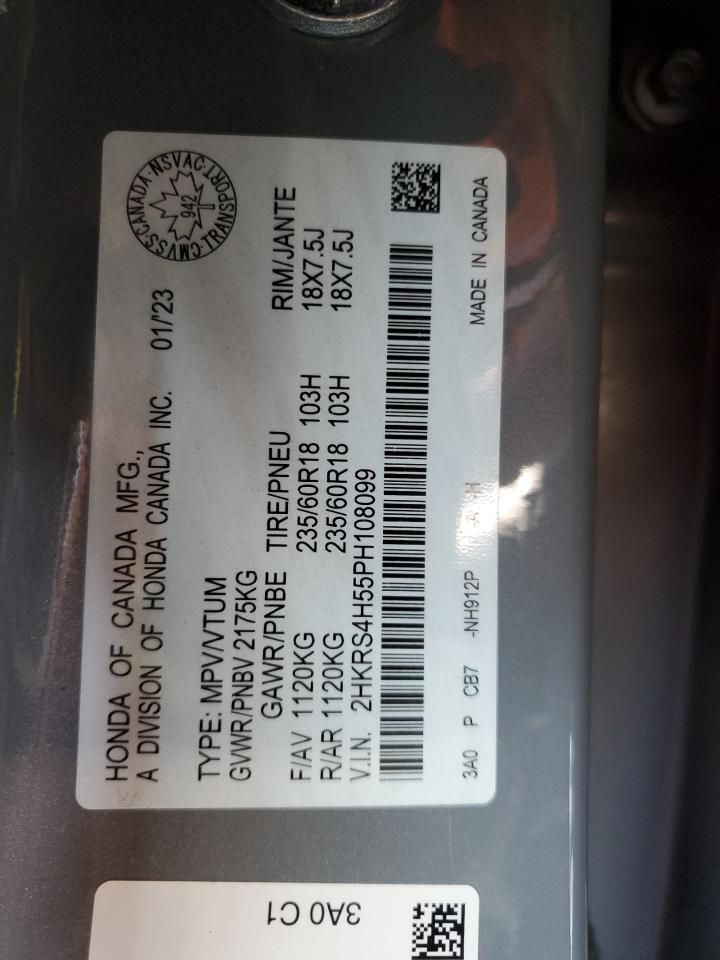 HONDA OF CANADA MFG.,
A DIVISION OF HONDA CANADA INC. 01/'23
CMVSS·CANADA·NSVAC·TRANSPORT
942
TYPE: MPV/VTUM
GVWR/PNBV 2175KG
GAWR/PNBE TIRE/PNEU RIM/JANTE
F/AV 1120KG 235/60R18 103H 18X7.5J
R/AR 1120KG 235/60R18 103H 18X7.5J
V.I.N. 2HKRS4H55PH108099
3A0 P CB7 -NH912P MADE IN CANADA
3A0 C1